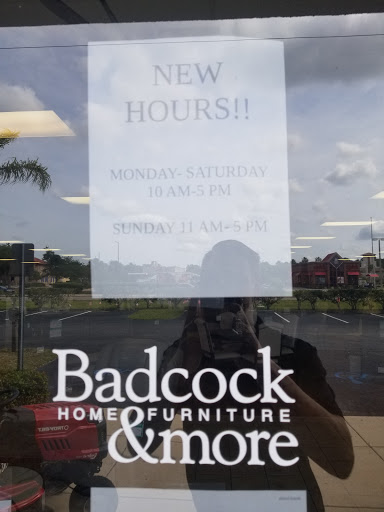 NEW
HOURS!!
MONDAY- SATURDAY
10 AM-5 PM
SUNDAY 11 AM- 5 PM
Badcock
HOME FURNITURE
&more